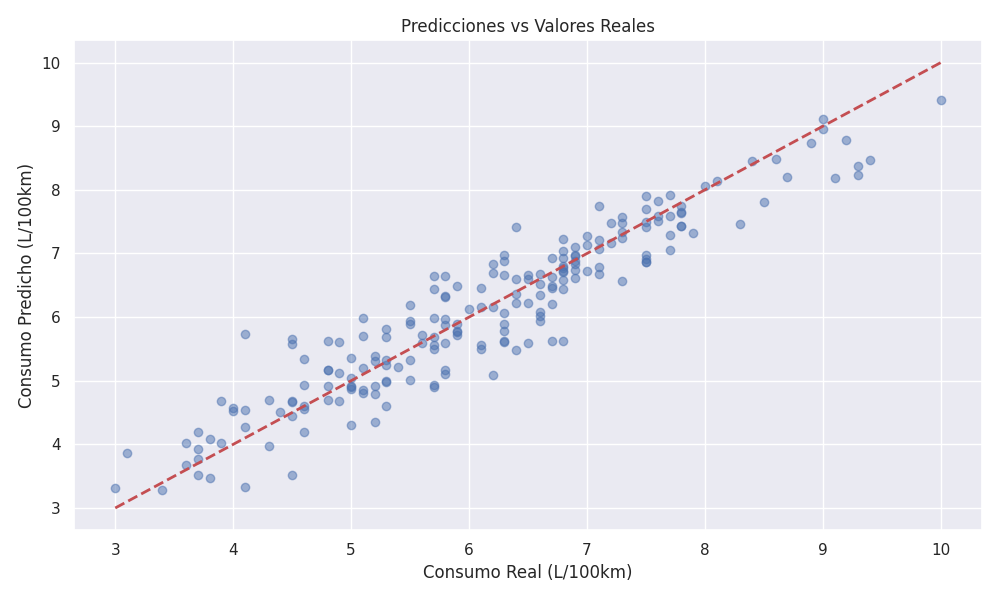 Predicciones vs Valores Reales
Consumo Predicho (L/100km)
10
9
8
7
6
5
4
3
3 4 5 6 7 8 9 10
Consumo Real (L/100km)